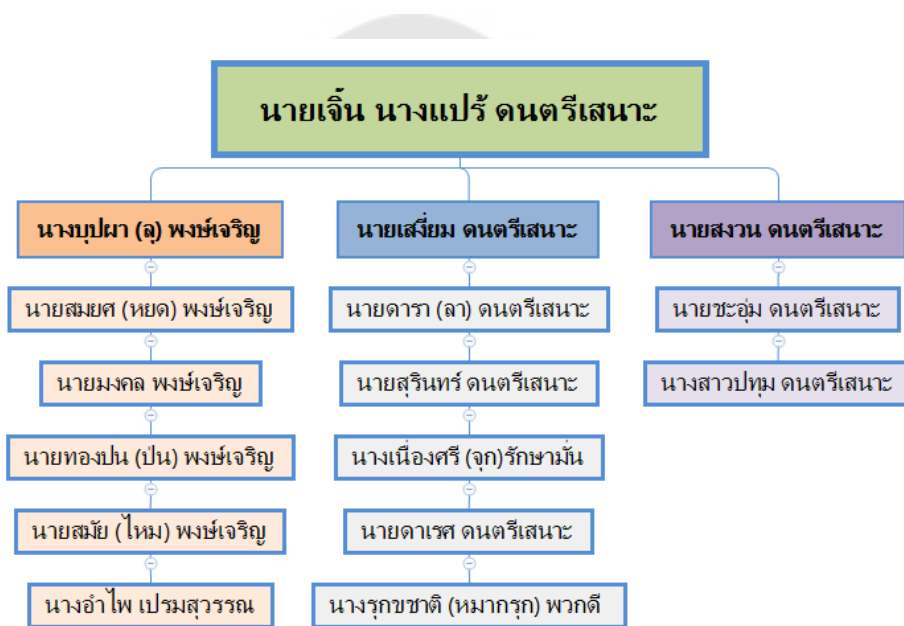 นายเจิ้น นางแปร้ ดนตรีเสนาะ
นางบุปผา (ลุ) พงษ์เจริญ
นายสมยศ (หยด) พงษ์เจริญ
นายมงคล พงษ์เจริญ
นายทองปน (ป่น) พงษ์เจริญ
นายสมัย (ไหม) พงษ์เจริญ
นางอำไพ เปรมสุวรรณ
นายเสงี่ยม ดนตรีเสนาะ
นายดารา (ลา) ดนตรีเสนาะ
นายสุรินทร์ ดนตรีเสนาะ
นางเนื่องศรี (จุก)รักษามั่น
นายดาเรศ ดนตรีเสนาะ
นางรุกขชาติ (หมากรุก) พวกดี
นายสงวน ดนตรีเสนาะ
นายชะอุ่ม ดนตรีเสนาะ
นางสาวปทุม ดนตรีเสนาะ